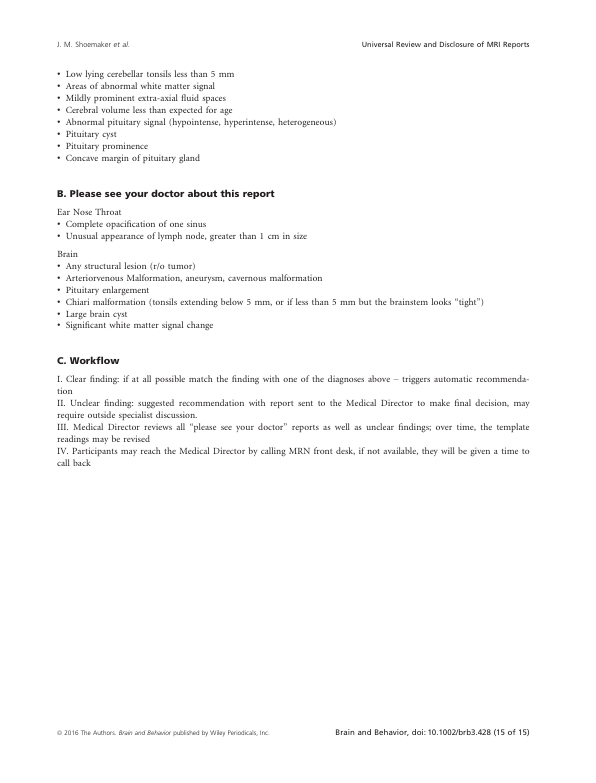 J. M. Shoemaker et al.
Universal Review and Disclosure of MRI Reports
• Low lying cerebellar tonsils less than 5 mm
• Areas of abnormal white matter signal
• Mildly prominent extra-axial fluid spaces
• Cerebral volume less than expected for age
• Abnormal pituitary signal (hypointense, hyperintense, heterogeneous)
• Pituitary cyst
• Pituitary prominence
• Concave margin of pituitary gland
B. Please see your doctor about this report
Ear Nose Throat
• Complete opacification of one sinus
• Unusual appearance of lymph node, greater than 1 cm in size
Brain
• Any structural lesion (r/o tumor)
• Arteriorvenous Malformation, aneurysm, cavernous malformation
• Pituitary enlargement
• Chiari malformation (tonsils extending below 5 mm, or if less than 5 mm but the brainstem looks “tight”)
• Large brain cyst
• Significant white matter signal change
C. Workflow
I. Clear finding: if at all possible match the finding with one of the diagnoses above – triggers automatic recommenda-
tion
II. Unclear finding: suggested recommendation with report sent to the Medical Director to make final decision, may
require outside specialist discussion.
III. Medical Director reviews all “please see your doctor” reports as well as unclear findings; over time, the template
readings may be revised
IV. Participants may reach the Medical Director by calling MRN front desk, if not available, they will be given a time to
call back
© 2016 The Authors. Brain and Behavior published by Wiley Periodicals, Inc.
Brain and Behavior, doi: 10.1002/brb3.428 (15 of 15)